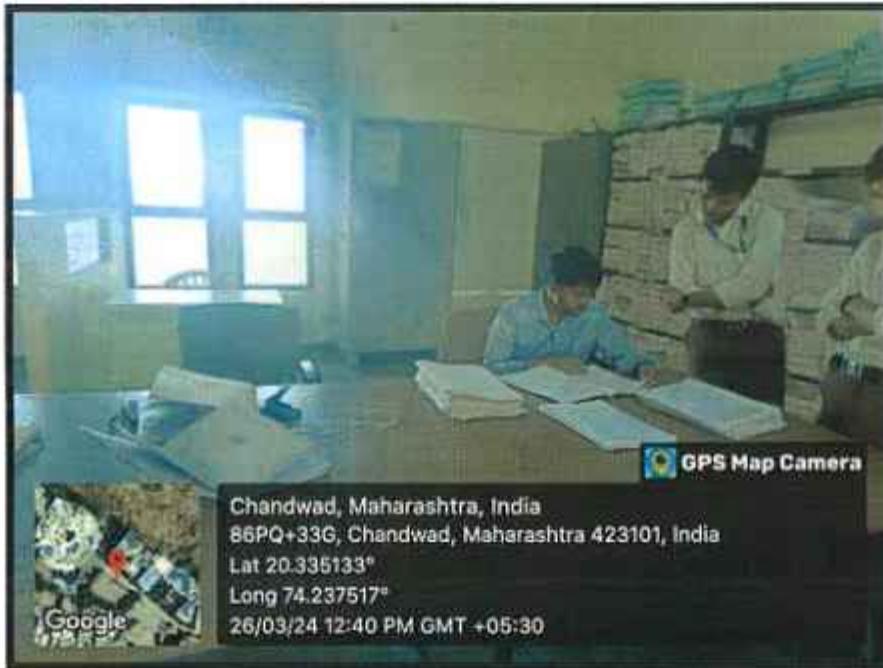 GPS Map Camera
Chandwad, Maharashtra, India
86PQ+33G, Chandwad, Maharashtra 423101, India
Lat 20.335133°
Long 74.237517°
26/03/24 12:40 PM GMT +05:30
Google